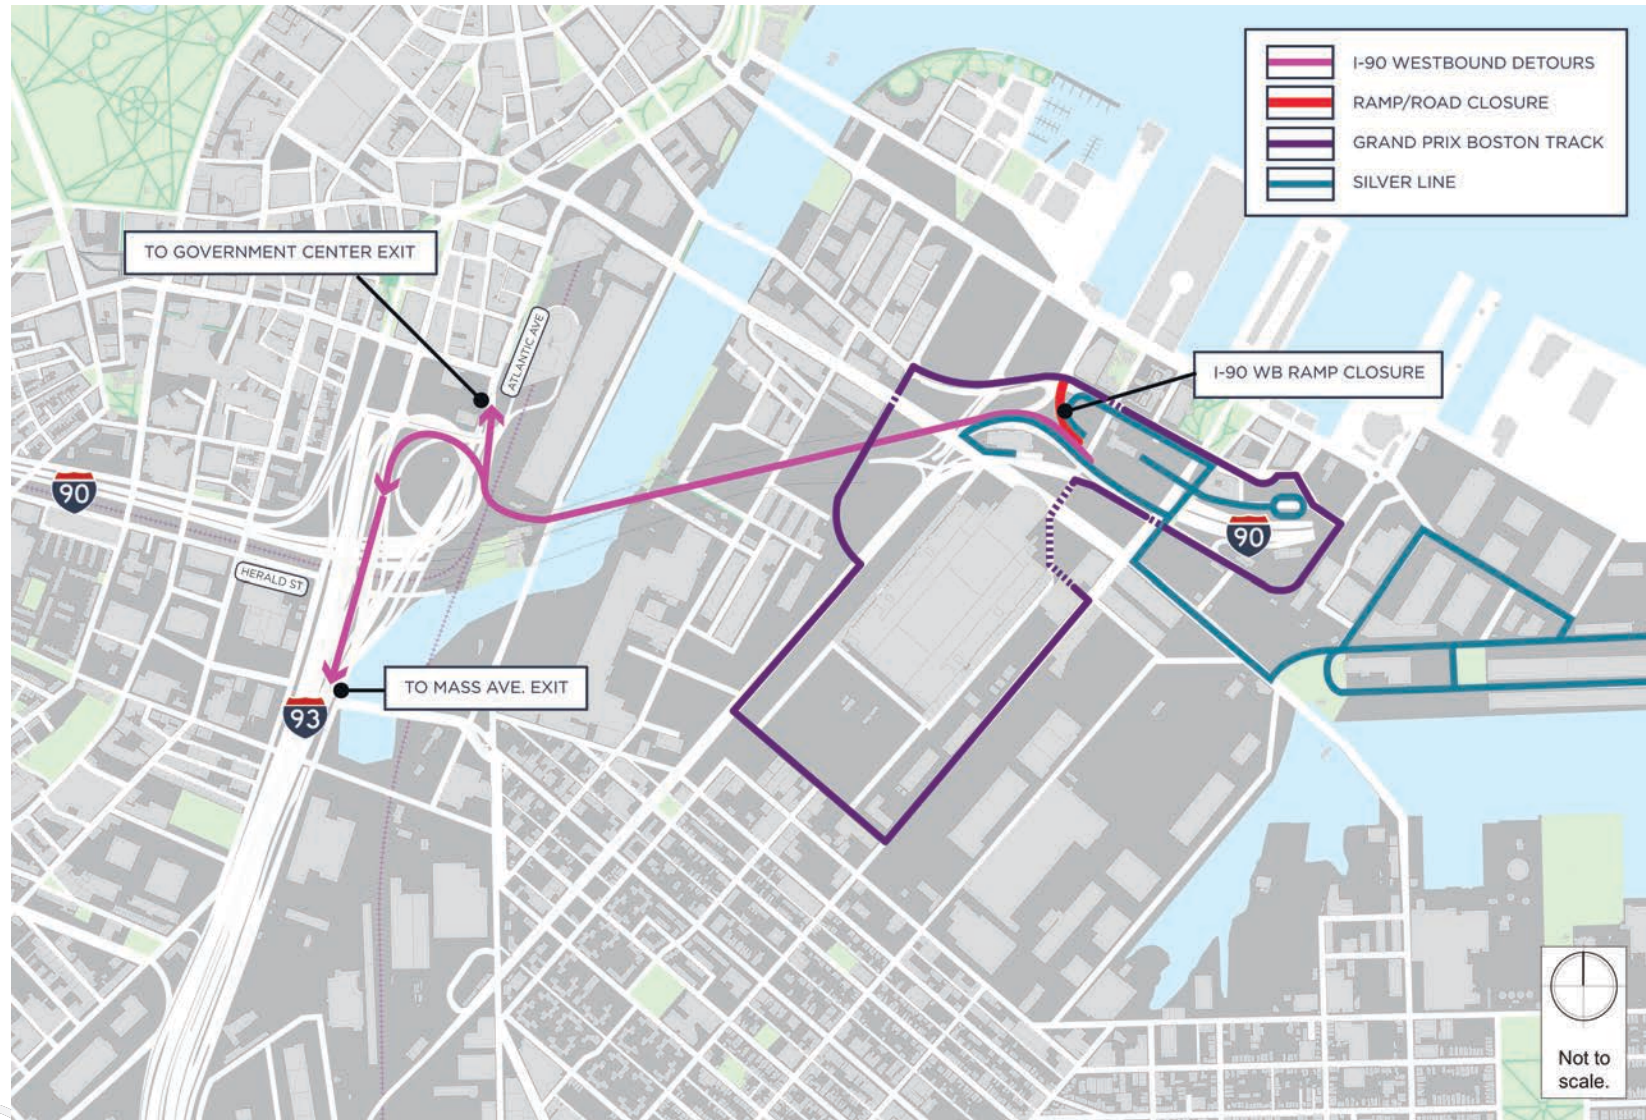 I-90 WESTBOUND DETOURS
RAMP/ROAD CLOSURE
GRAND PRIX BOSTON TRACK
SILVER LINE
TO GOVERNMENT CENTER EXIT
ATLANTIC AVE
I-90 WB RAMP CLOSURE
90
90
HERALD ST
TO MASS AVE. EXIT
93
Not to
scale.